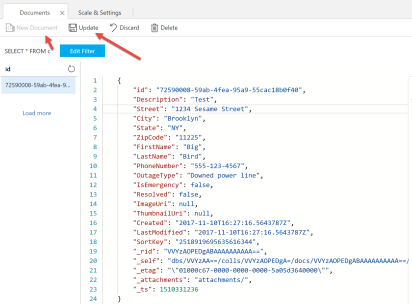 Documents × Scale & Settings
New Document Update Discard Delete
SELECT * FROM c Edit Filter
id
72590008-59ab-4fea-9...
Load more
1 {
2 "id": "72590008-59ab-4fea-95a9-55cac18b0f40",
3 "Description": "Test",
4 "Street": "1234 Sesame Street",
5 "City": "Brooklyn",
6 "State": "NY",
7 "ZipCode": "11225",
8 "FirstName": "Big",
9 "LastName": "Bird",
10 "PhoneNumber": "555-123-4567",
11 "OutageType": "Downed power line",
12 "IsEmergency": false,
13 "Resolved": false,
14 "ImageUri": null,
15 "ThumbnailUri": null,
16 "Created": "2017-11-10T16:27:16.5643787Z",
17 "LastModified": "2017-11-10T16:27:16.5643787Z",
18 "SortKey": "2518919695635616344",
19 "_rid": "VVYzAOPEDgABAAAAAAAAAA==",
20 "_self": "dbs/VVYzAA==/colls/VVYzAOPEDgA=/docs/VVYzAOPEDgABAAAAAAAAAA==/
21 "_etag": "\"01000c67-0000-0000-0000-5a05d3640000\"",
22 "_attachments": "attachments/",
23 "_ts": 1510331236
24 }